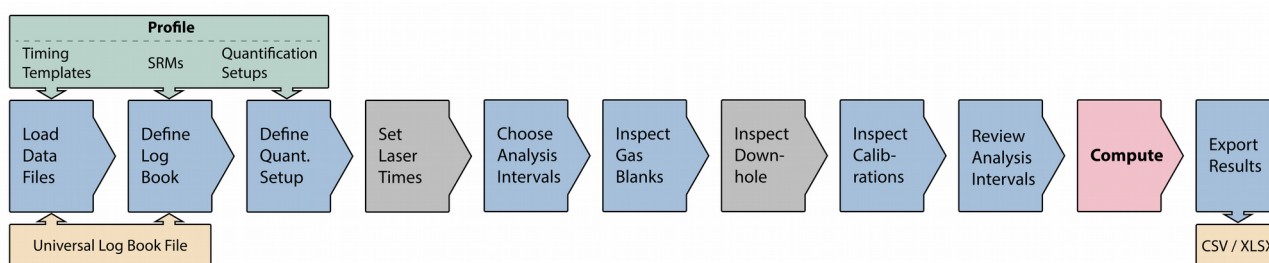 Profile
Timing
Templates
SRMs
Quantification
Setups
Load
Data
Files
Define
Log
Book
Define
Quant.
Setup
Set
Laser
Times
Choose
Analysis
Intervals
Inspect
Gas
Blanks
Inspect
Down-
hole
Inspect
Calib-
rations
Review
Analysis
Intervals
Compute
Export
Results
Universal Log Book File
CSV / XLSX